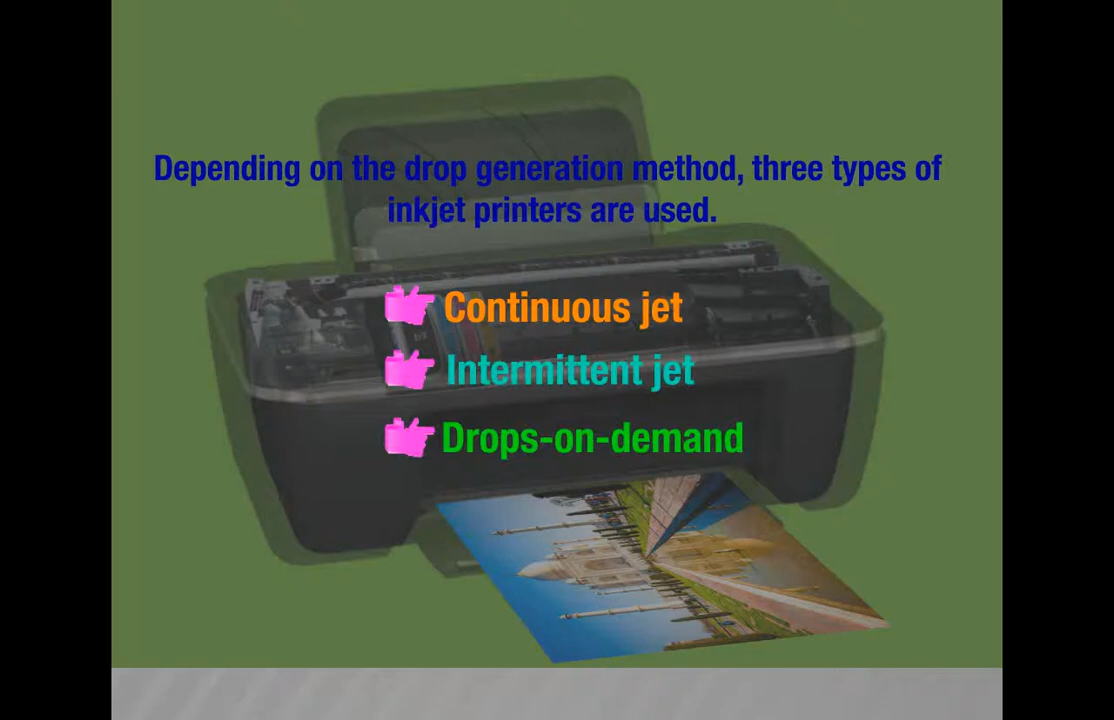 Depending on the drop generation method, three types of
inkjet printers are used.
Continuous jet
Intermittent jet
Drops-on-demand